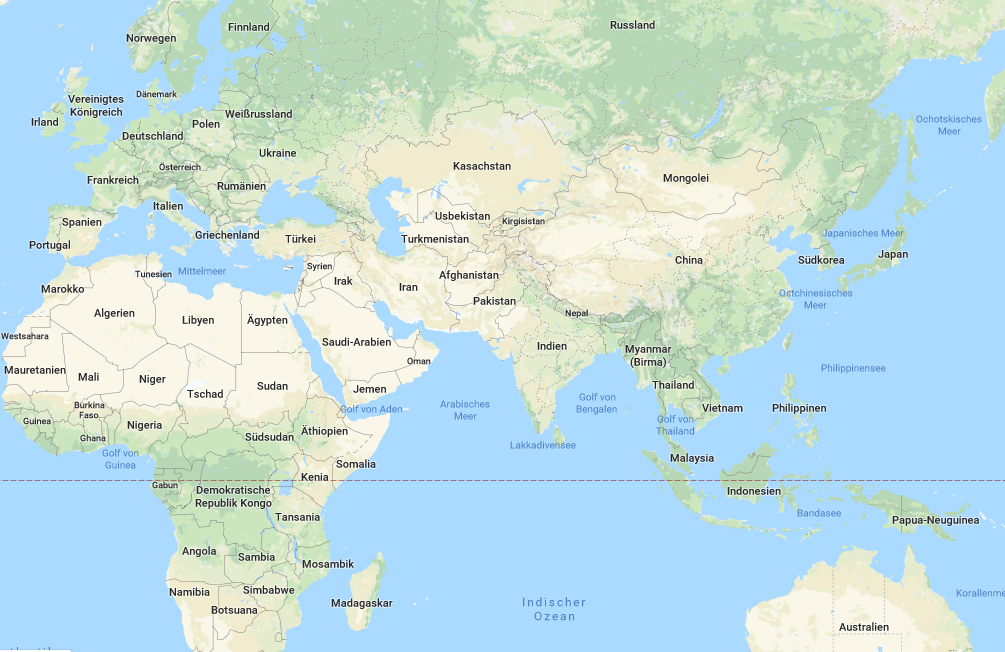 Russland
Finnland
Norwegen
Dänemark
Vereinigtes
Königreich
Irland
Polen
Weißrussland
Deutschland
Ukraine
Österreich
Frankreich
Rumänien
Italien
Spanien
Portugal
Griechenland
Türkei
Kasachstan
Mongolei
Ochotskisches
Meer
Usbekistan
Kirgisistan
Turkmenistan
Japanisches Meer
Südkorea
Japan
China
Tunesien
Mittelmeer
Syrien
Irak
Iran
Afghanistan
Pakistan
Marokko
Ostchinesisches
Meer
Algerien
Libyen
Ägypten
Nepal
Westsahara
Saudi-Arabien
Indien
Myanmar
(Birma)
Oman
Mauretanien
Mali
Niger
Tschad
Sudan
Jemen
Thailand
Philippinensee
Burkina
Faso
Golf von Aden
Arabisches
Meer
Golf von
Bengalen
Vietnam
Philippinen
Guinea
Ghana
Nigeria
Südsudan
Äthiopien
Golf von
Thailand
Lakkadivensee
Golf von
Guinea
Somalia
Malaysia
Kenia
Gabun
Demokratische
Republik Kongo
Indonesien
Tansania
Bandasee
Papua-Neuguinea
Angola
Sambia
Mosambik
Namibia
Simbabwe
Botsuana
Madagaskar
Indischer
Ozean
Korallenme
Australien